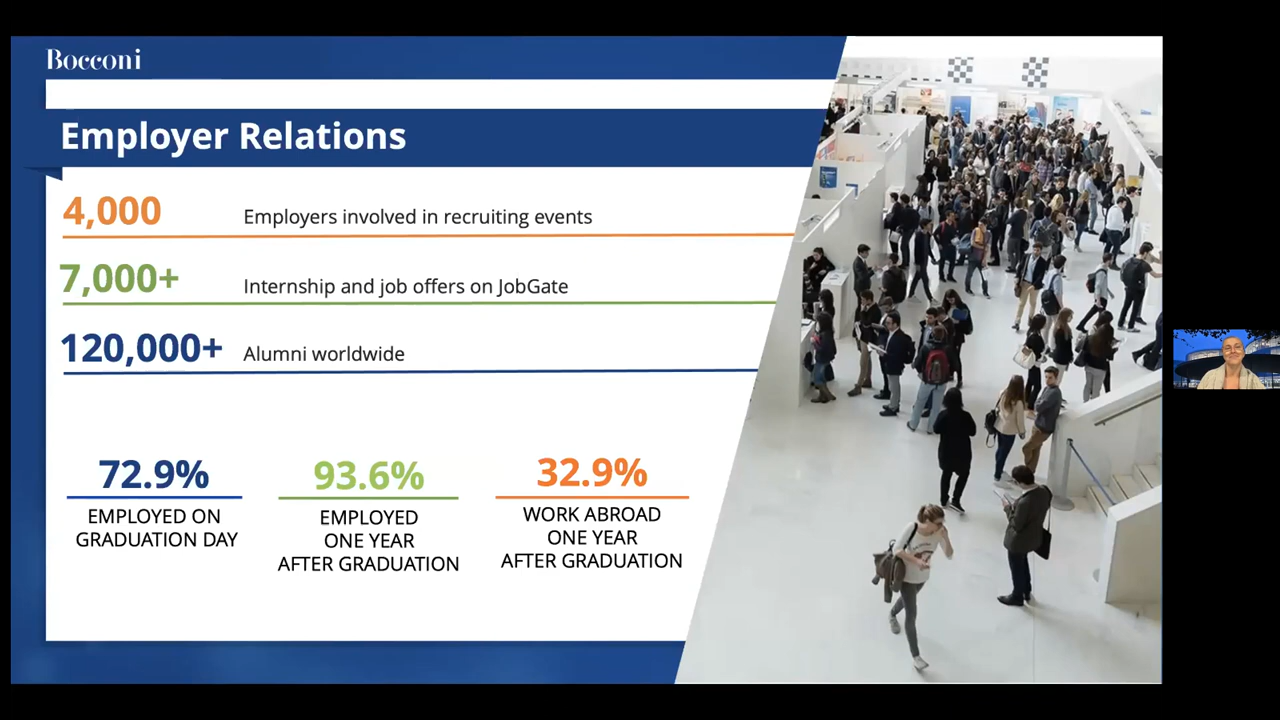 Bocconi
Employer Relations
4,000 Employers involved in recruiting events
7,000+ Internship and job offers on JobGate
120,000+ Alumni worldwide
72.9%
EMPLOYED ON
GRADUATION DAY
93.6%
EMPLOYED
ONE YEAR
AFTER GRADUATION
32.9%
WORK ABROAD
ONE YEAR
AFTER GRADUATION